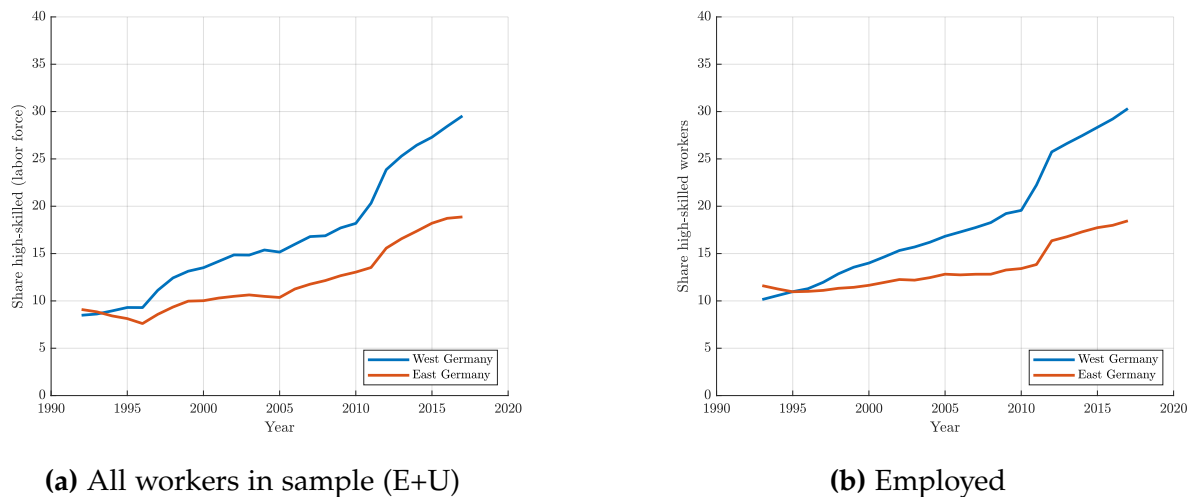 40
35
30
25
20
15
10
5
0
Share high-skilled (labor force)
West Germany
East Germany
1990 1995 2000 2005 2010 2015 2020
Year
(a) All workers in sample (E+U)
40
35
30
25
20
15
10
5
0
Share high-skilled workers
West Germany
East Germany
1990 1995 2000 2005 2010 2015 2020
Year
(b) Employed